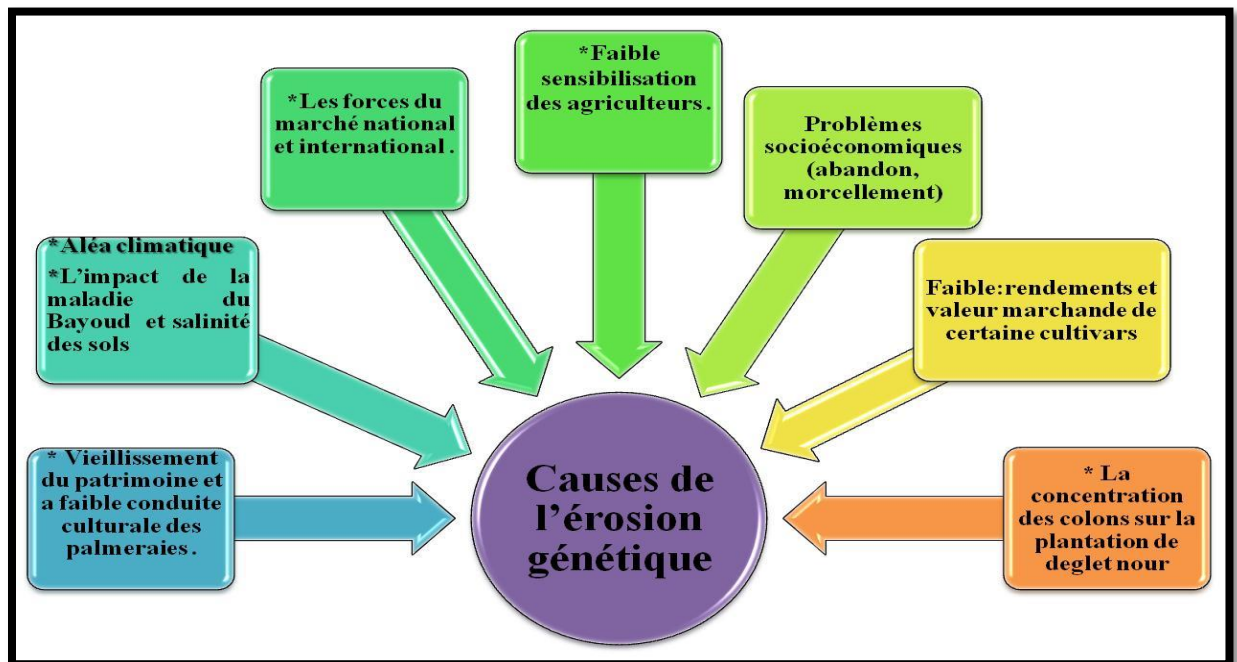 *Faible
sensibilisation
des agriculteurs .
*Les forces du
marché national
et international .
Problèmes
socioéconomiques
(abandon,
morcellement)
*Aléa climatique
*L’impact de la
maladie du
Bayoud et salinité
des sols
Faible:rendements et
valeur marchande de
certaine cultivars
* Vieillissement
du patrimoine et
a faible conduite
culturale des
palmeraies .
Causes de
l’érosion
génétique
* La
concentration
des colons sur la
plantation de
deglet nour